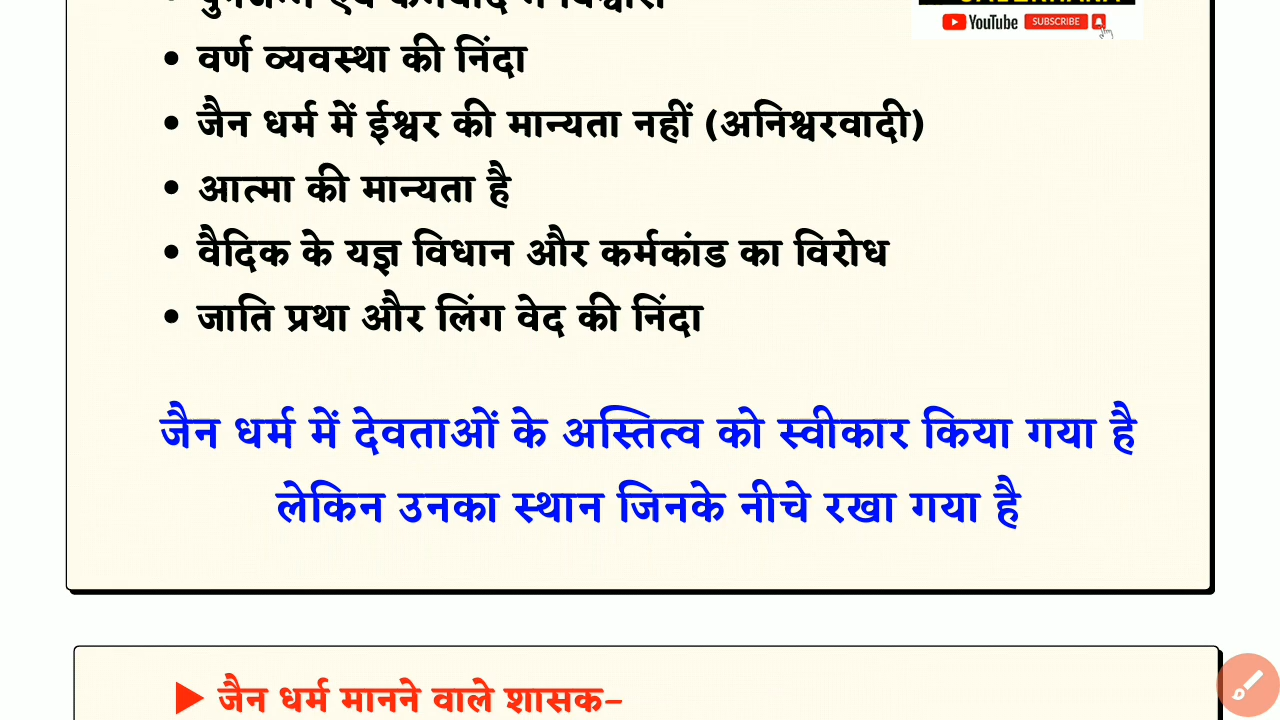 • वर्ण व्यवस्था की निंदा
YouTube SUBSCRIBE
• जैन धर्म में ईश्वर की मान्यता नहीं (अनिश्वरवादी)
• आत्मा की मान्यता है
• वैदिक के यज्ञ विधान और कर्मकांड का विरोध
• जाति प्रथा और लिंग वेद की निंदा
जैन धर्म में देवताओं के अस्तित्व को स्वीकार किया गया है
लेकिन उनका स्थान जिनके नीचे रखा गया है
▶ जैन धर्म मानने वाले शासक–